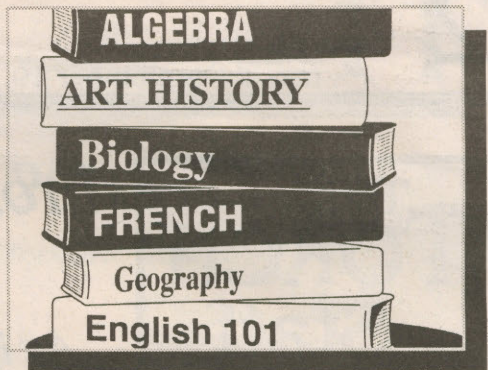 ALGEBRA
ART HISTORY
Biology
FRENCH
Geography
English 101